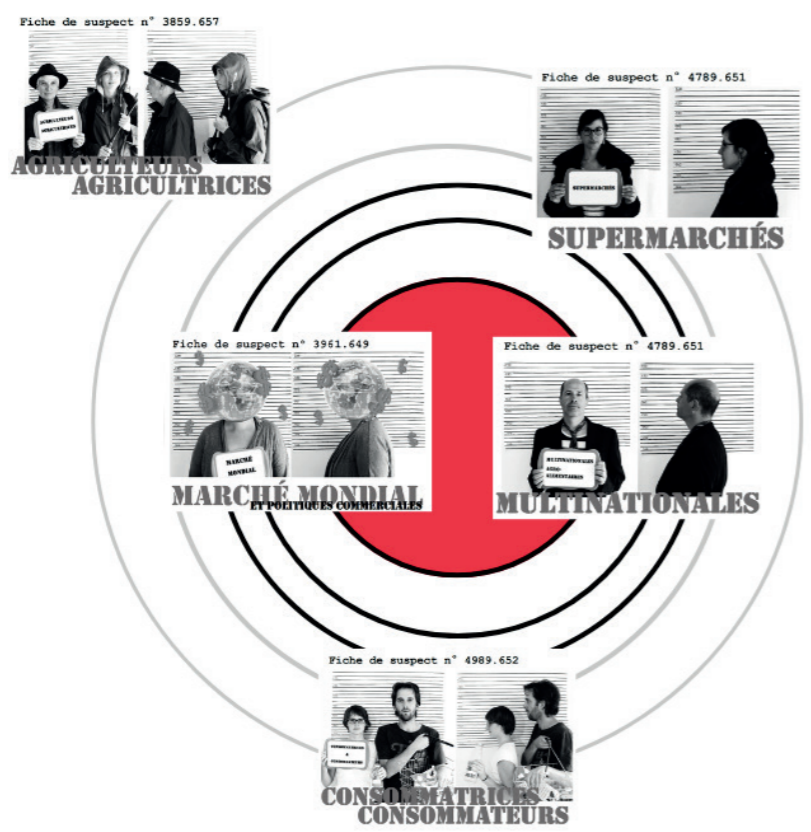 Fiche de suspect n° 3859.657
AGRICULTEURS
AGRICULTRICES
AGRICULTEURS
AGRICULTRICES
Fiche de suspect n° 4789.651
SUPERMARCHÉS
SUPERMARCHÉS
Fiche de suspect n° 3961.649
MARCHÉ
MONDIAL
MARCHÉ MONDIAL
ET POLITIQUES COMMERCIALES
Fiche de suspect n° 4789.651
MULTINATIONALES
AGRO-
ALIMENTAIRES
MULTINATIONALES
Fiche de suspect n° 4989.652
CONSOMMATRICES
CONSOMMATEURS